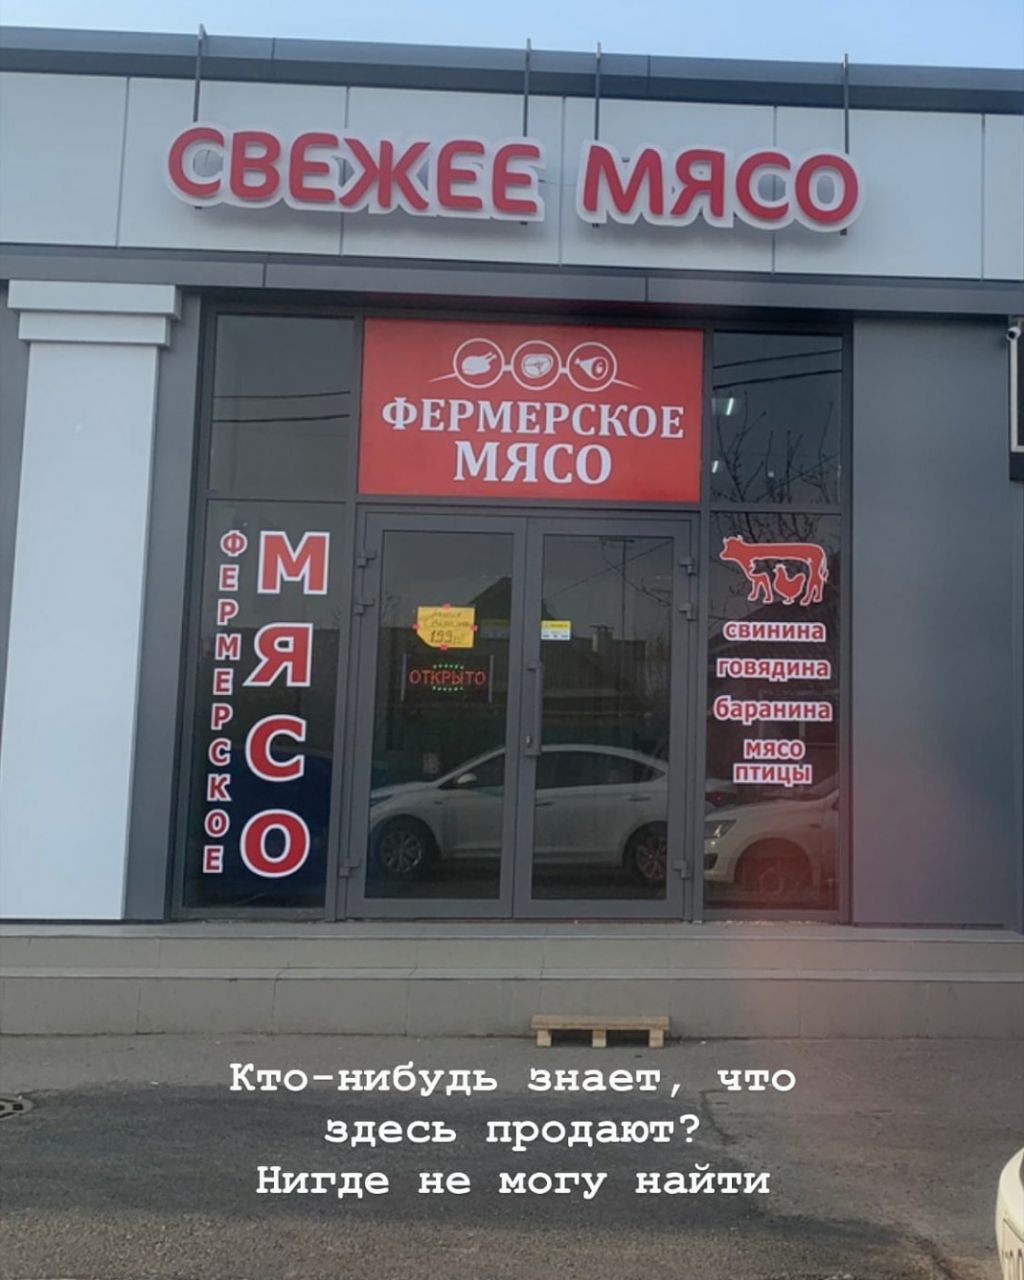 СВЕЖЕЕ МЯСО
ФЕРМЕРСКОЕ
МЯСО
ФЕРМЕРСКОЕ
МЯСО
199
ОТКРЫТО
свинина
говядина
баранина
мясо
птицы
Кто-нибудь знает, что
здесь продают?
Нигде не могу найти